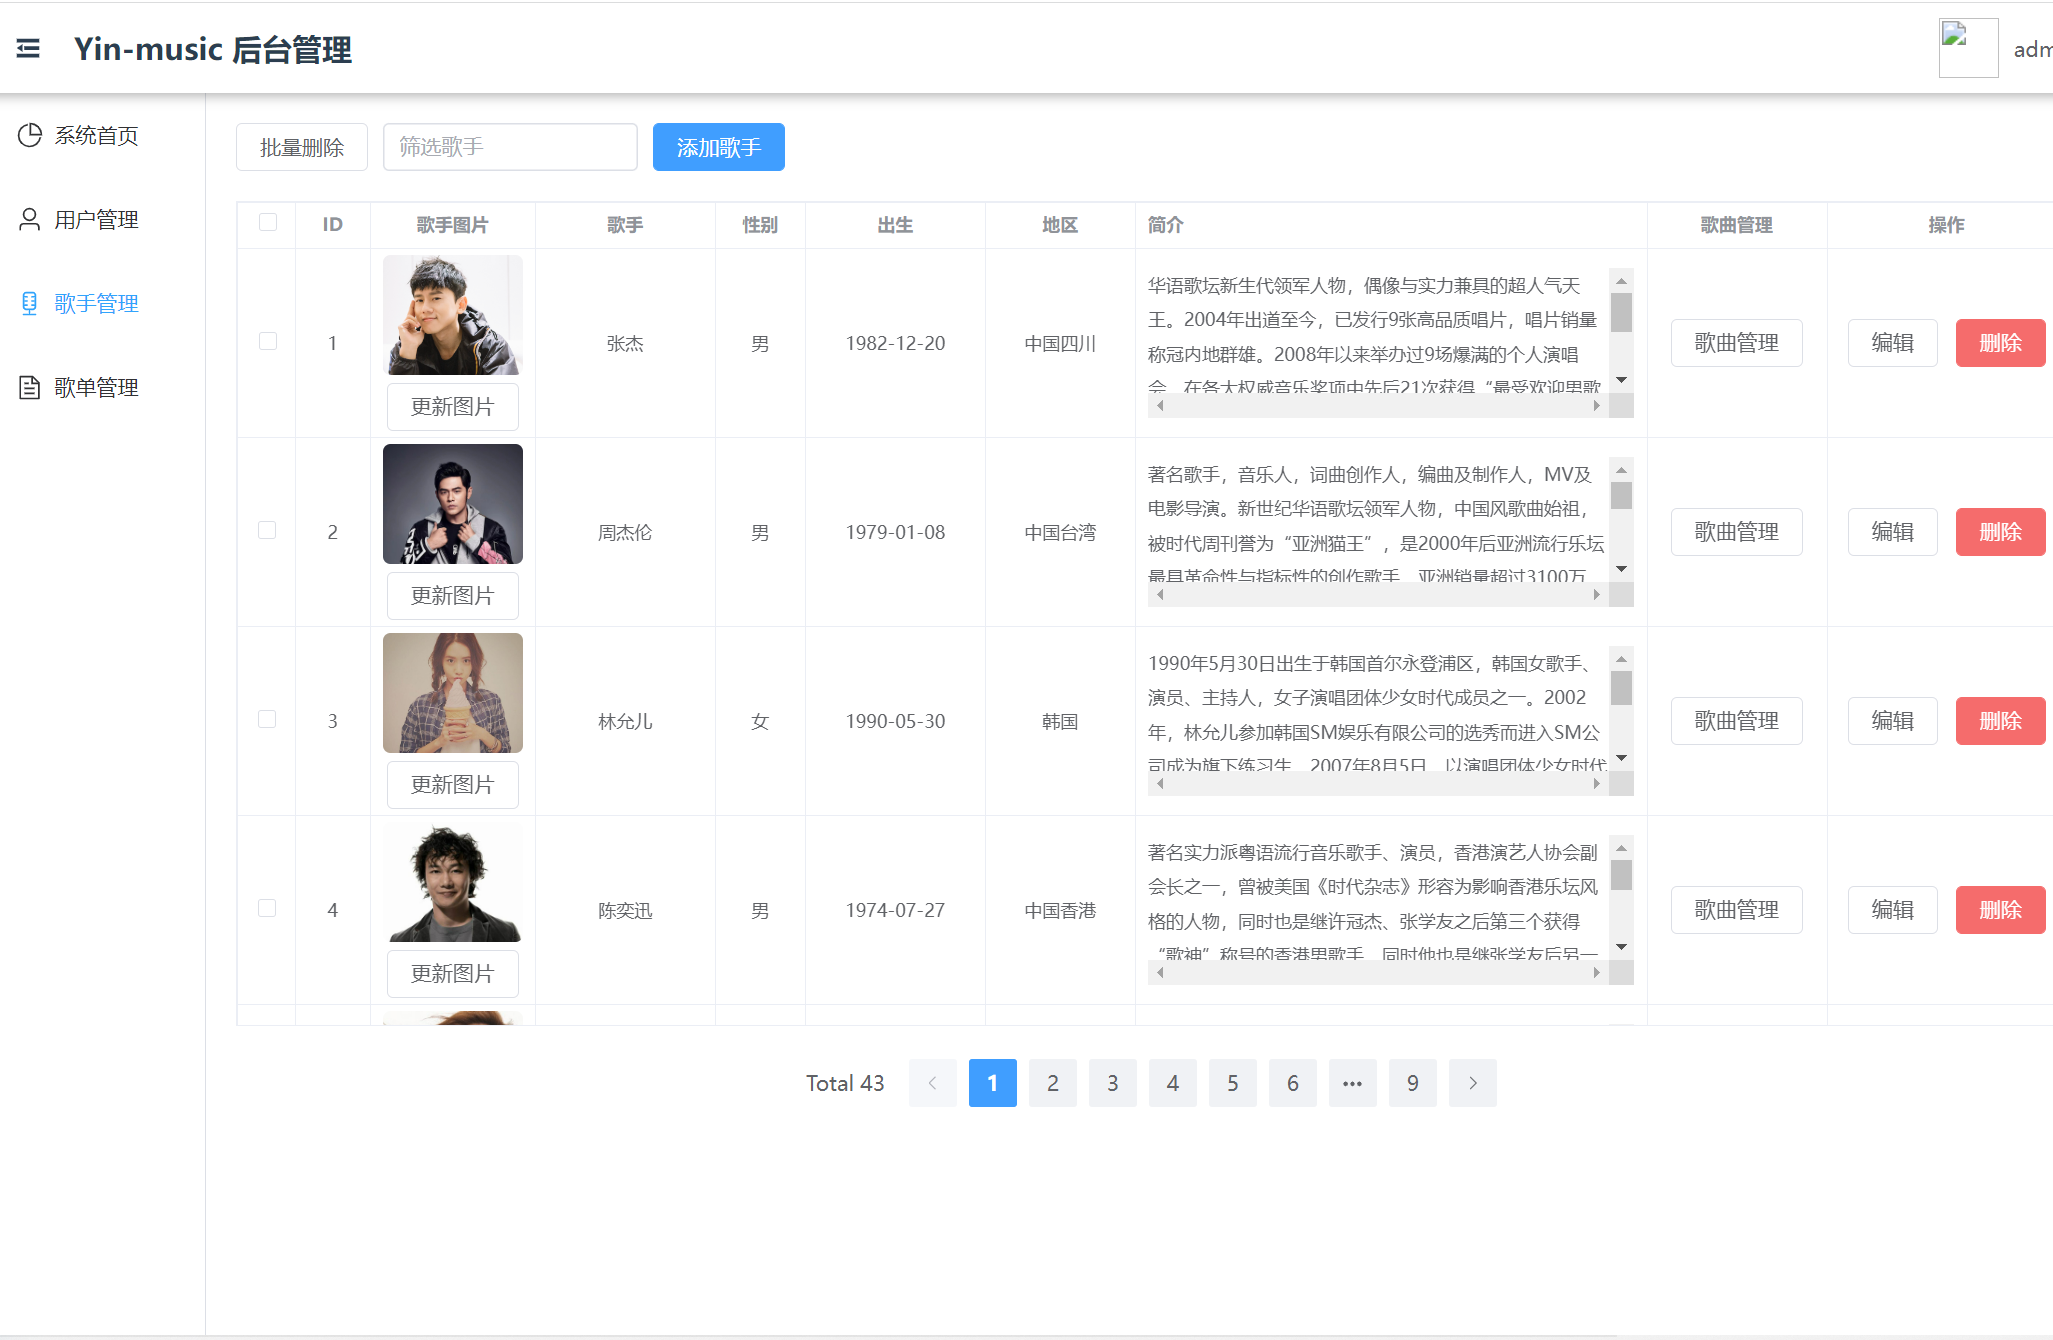 Yin-music 后台管理
adm
系统首页
用户管理
歌手管理
歌单管理
批量删除
筛选歌手
添加歌手
ID
歌手图片
歌手
性别
出生
地区
简介
歌曲管理
操作
1
更新图片
张杰
男
1982-12-20
中国四川
华语歌坛新生代领军人物，偶像与实力兼具的超人气天
王。2004年出道至今，已发行9张高品质唱片，唱片销量
称冠内地群雄。2008年以来举办过9场爆满的个人演唱
会，在各大权威音乐奖项中先后21次获得“最受欢迎男歌
歌曲管理
编辑
删除
2
更新图片
周杰伦
男
1979-01-08
中国台湾
著名歌手，音乐人，词曲创作人，编曲及制作人，MV及
电影导演。新世纪华语歌坛领军人物，中国风歌曲始祖，
被时代周刊誉为“亚洲猫王”，是2000年后亚洲流行乐坛
最具革命性与指标性的创作歌手，亚洲销量超过3100万
歌曲管理
编辑
删除
3
更新图片
林允儿
女
1990-05-30
韩国
1990年5月30日出生于韩国首尔永登浦区，韩国女歌手、
演员、主持人，女子演唱团体少女时代成员之一。2002
年，林允儿参加韩国SM娱乐有限公司的选秀而进入SM公
司成为旗下练习生。2007年8月5日，以演唱团体少女时代
歌曲管理
编辑
删除
4
更新图片
陈奕迅
男
1974-07-27
中国香港
著名实力派粤语流行音乐歌手、演员，香港演艺人协会副
会长之一，曾被美国《时代杂志》形容为影响香港乐坛风
格的人物，同时也是继许冠杰、张学友之后第三个获得
“歌神”称号的香港男歌手，同时他也是继张学友后另一
歌曲管理
编辑
删除
Total 43
1
2
3
4
5
6
9